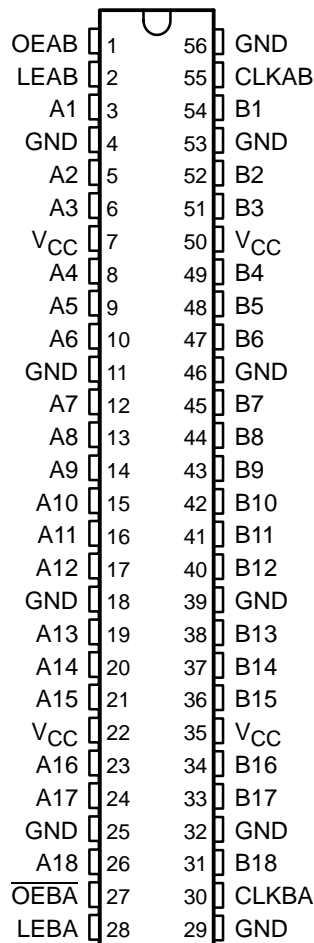 OEAB 1 56 GND
LEAB 2 55 CLKAB
A1 3 54 B1
GND 4 53 GND
A2 5 52 B2
A3 6 51 B3
VCC 7 50 VCC
A4 8 49 B4
A5 9 48 B5
A6 10 47 B6
GND 11 46 GND
A7 12 45 B7
A8 13 44 B8
A9 14 43 B9
A10 15 42 B10
A11 16 41 B11
A12 17 40 B12
GND 18 39 GND
A13 19 38 B13
A14 20 37 B14
A15 21 36 B15
VCC 22 35 VCC
A16 23 34 B16
A17 24 33 B17
GND 25 32 GND
A18 26 31 B18
O̅E̅B̅A̅ 27 30 CLKBA
LEBA 28 29 GND